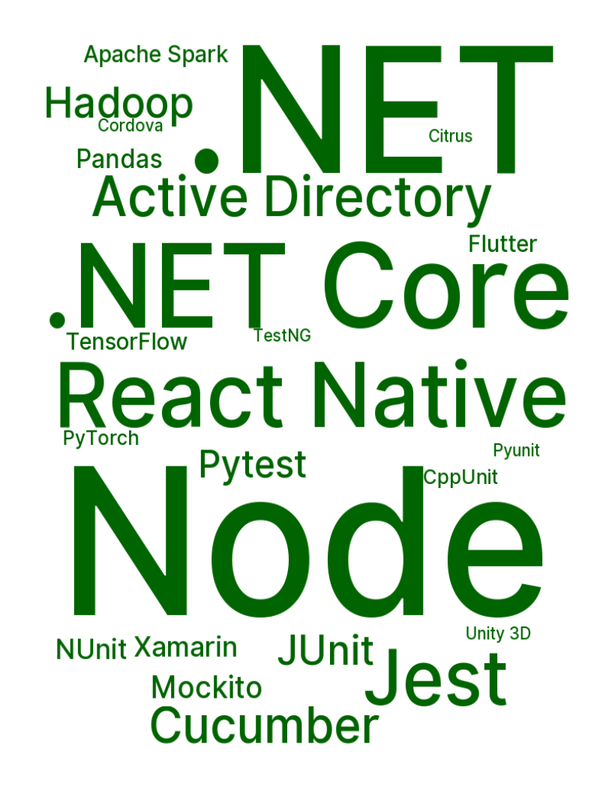 Apache Spark
.NET
Hadoop
Cordova
Citrus
Pandas
Active Directory
Flutter
.NET Core
TestNG
TensorFlow
React Native
PyTorch
Pyunit
Pytest
CppUnit
Node
Unity 3D
NUnit
Xamarin
JUnit
Jest
Mockito
Cucumber